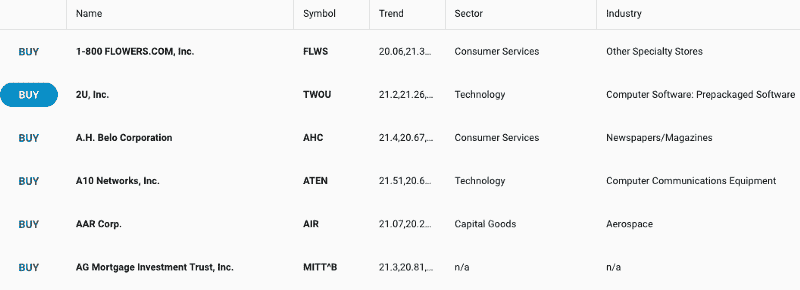 Name Symbol Trend Sector Industry
BUY 1-800 FLOWERS.COM, Inc. FLWS 20.06,21.3... Consumer Services Other Specialty Stores
BUY 2U, Inc. TWOU 21.2,21.26,... Technology Computer Software: Prepackaged Software
BUY A.H. Belo Corporation AHC 21.4,20.67,... Consumer Services Newspapers/Magazines
BUY A10 Networks, Inc. ATEN 21.51,20.6... Technology Computer Communications Equipment
BUY AAR Corp. AIR 21.07,20.2... Capital Goods Aerospace
BUY AG Mortgage Investment Trust, Inc. MITT^B 21.3,20.81,... n/a n/a